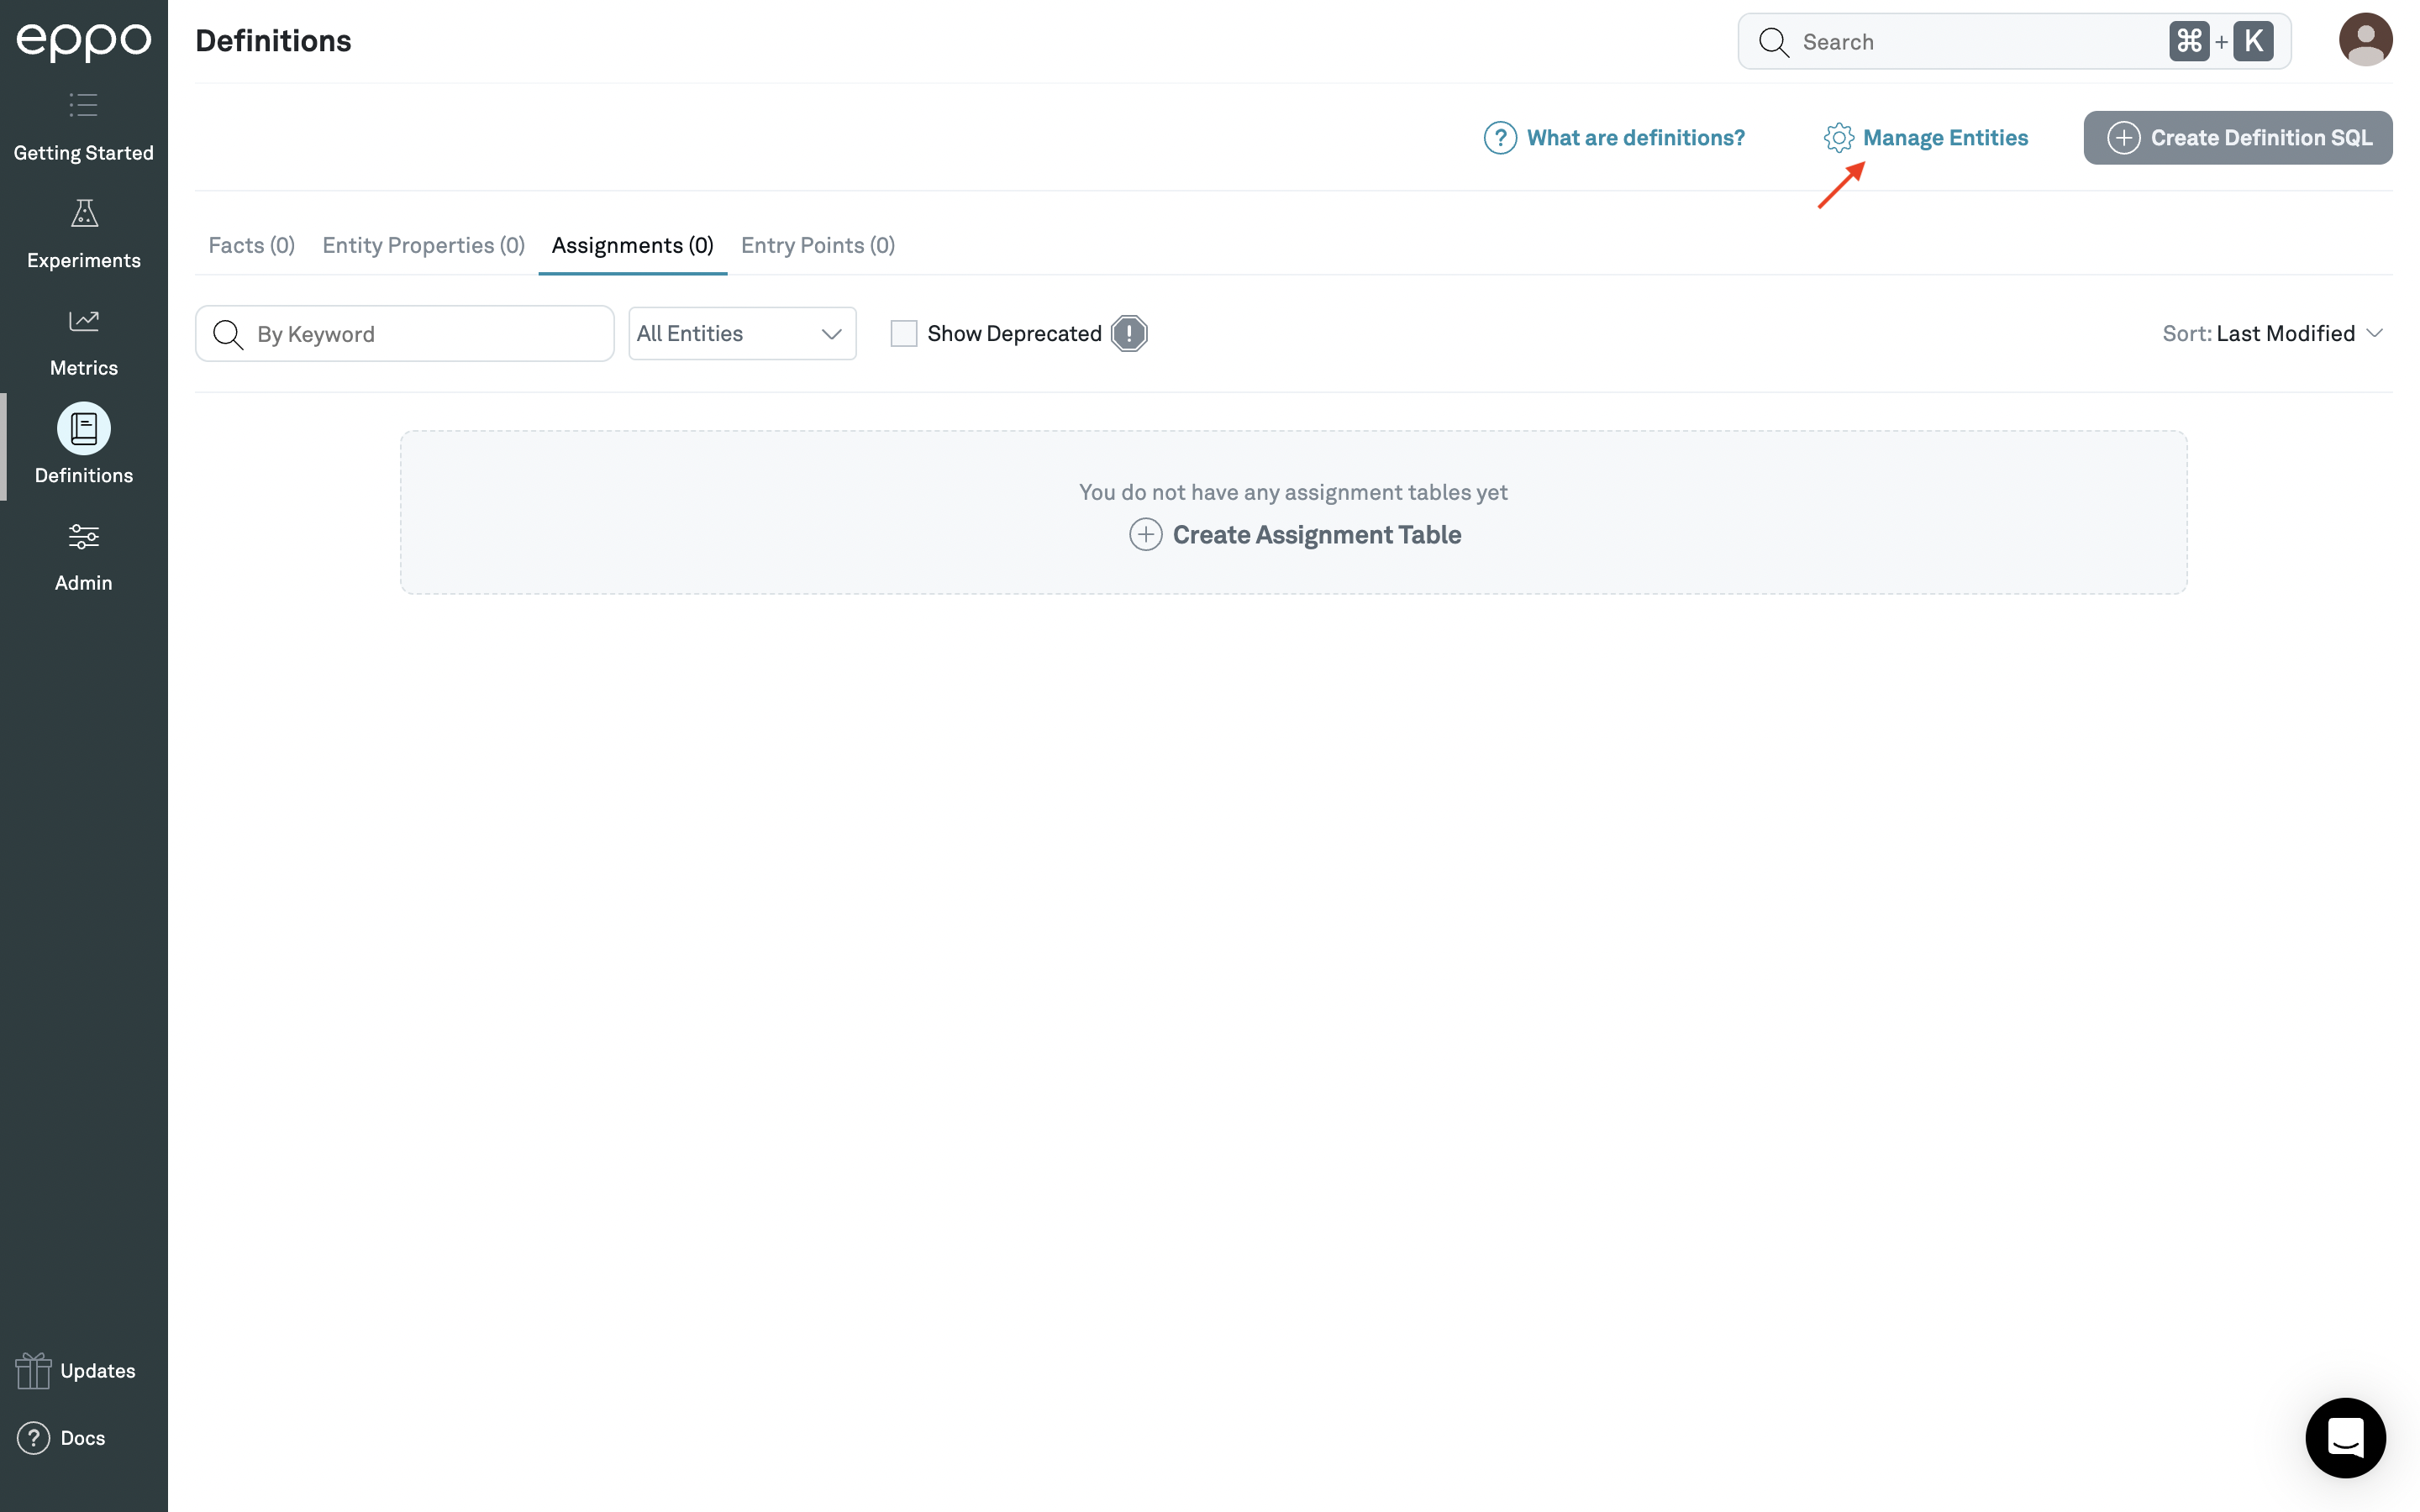 eppo
Getting Started
Experiments
Metrics
Definitions
Admin
Updates
? Docs
Definitions
Search ⌘ + K
? What are definitions? Manage Entities Create Definition SQL
Facts (0) Entity Properties (0) Assignments (0) Entry Points (0)
By Keyword All Entities Show Deprecated ! Sort: Last Modified
You do not have any assignment tables yet
Create Assignment Table